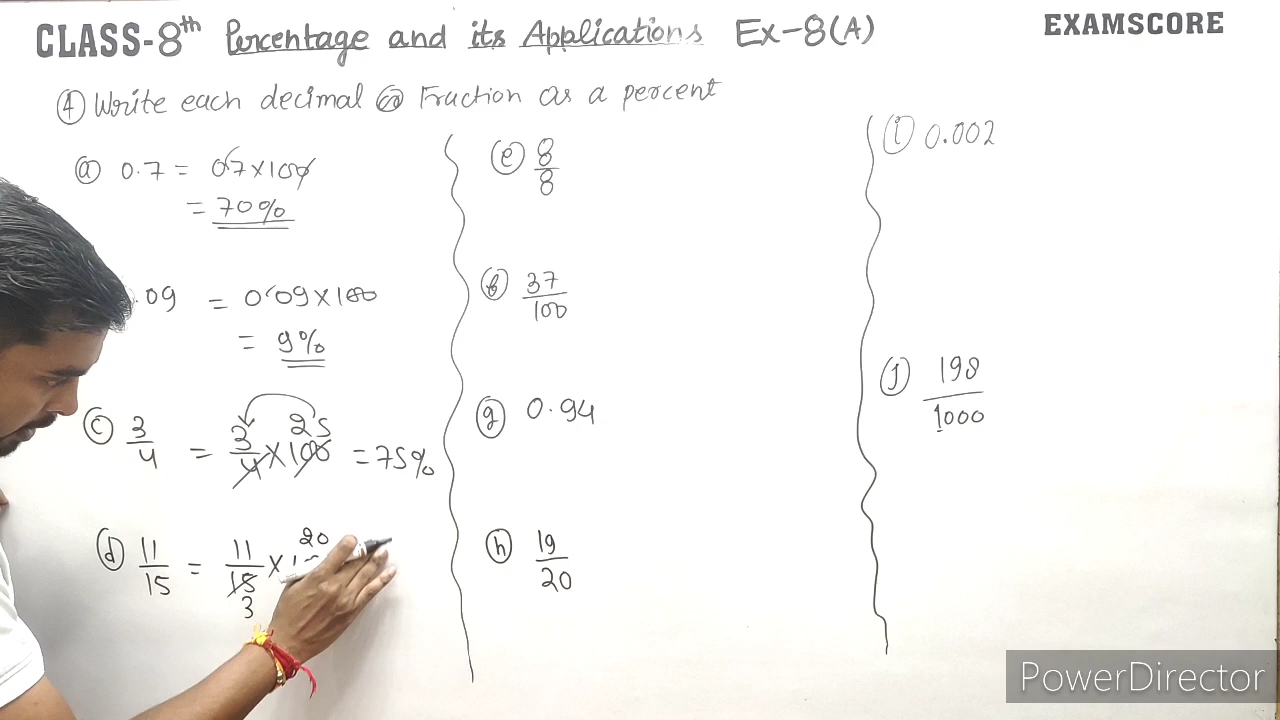 CLASS-8th Percentage and its Applications Ex-8(A)
EXAMSCORE
④ Write each decimal or Fraction as a percent
ⓐ 0.7 = 0.7×100
= 70%
.09 = 0.09×100
= 9%
ⓒ 3/4 = 3/4 × 100 25 = 75%
ⓓ 11/15 = 11/15 × 20
3
ⓔ 8/8
ⓕ 37/100
ⓖ 0.94
ⓗ 19/20
ⓘ 0.002
ⓙ 198/1000
PowerDirector